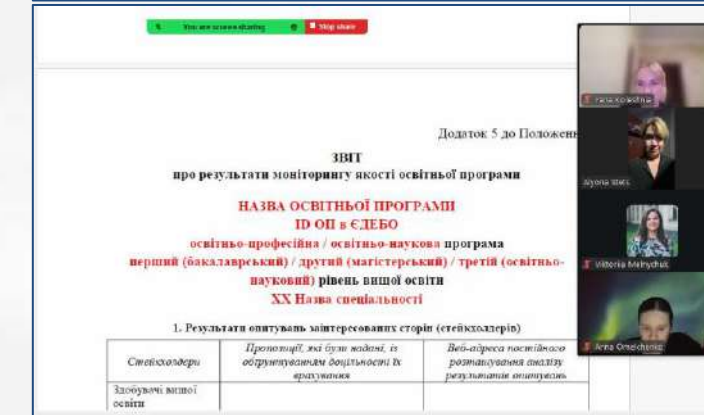 You are screen sharing
Stop share
Додаток 5 до Положенн
ЗВІТ
про результати моніторингу якості освітньої програми
НАЗВА ОСВІТНЬОЇ ПРОГРАМИ
ID ОП в ЄДЕБО
освітньо-професійна / освітньо-наукова програма
перший (бакалаврський) / другий (магістерський) / третій (освітньо-
науковий) рівень вищої освіти
XX Назва спеціальності
1. Результати опитувань заінтересованих сторін (стейкхолдерів)
Стейкхолдери
Пропозиції, які були надані, із
обґрунтуванням доцільності їх
врахування
Веб-адреса постійного
розташування аналізу
результатів опитувань
Здобувачі вищої
освіти
Alyona
Viktoriia Melnychuk
Anna Omelchenko